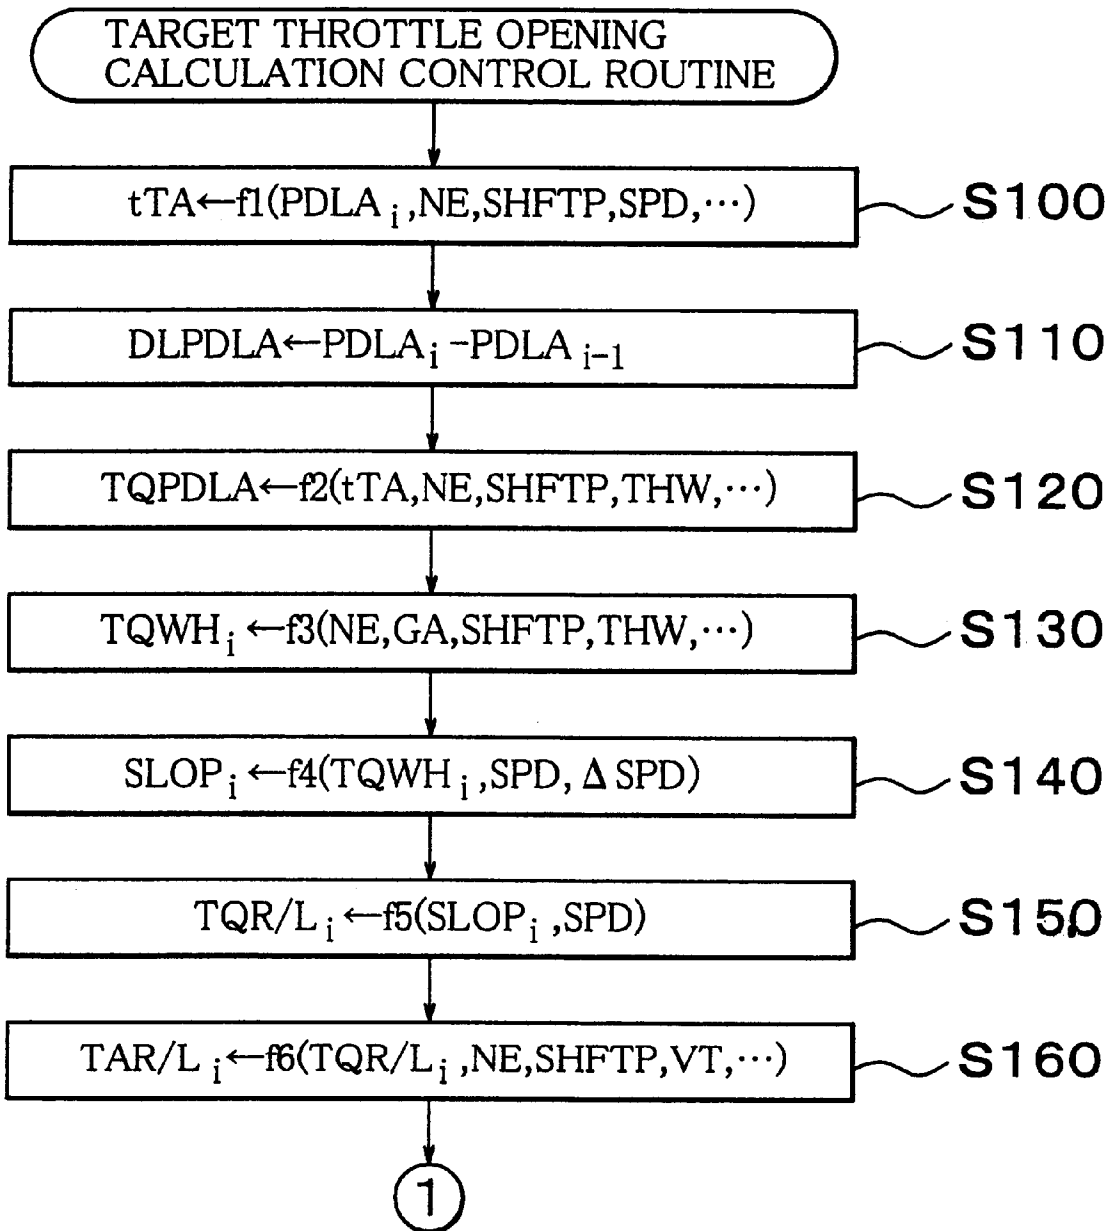 TARGET THROTTLE OPENING
CALCULATION CONTROL ROUTINE
tTA←f1(PDLA i,NE,SHFTP,SPD,⋯) S100
DLPDLA←PDLA i-PDLA i-1 S110
TQPDLA←f2(tTA,NE,SHFTP,THW,⋯) S120
TQWH i←f3(NE,GA,SHFTP,THW,⋯) S130
SLOP i←f4(TQWH i,SPD,Δ SPD) S140
TQR/L i←f5(SLOP i,SPD) S150
TAR/L i←f6(TQR/L i,NE,SHFTP,VT,⋯) S160
1